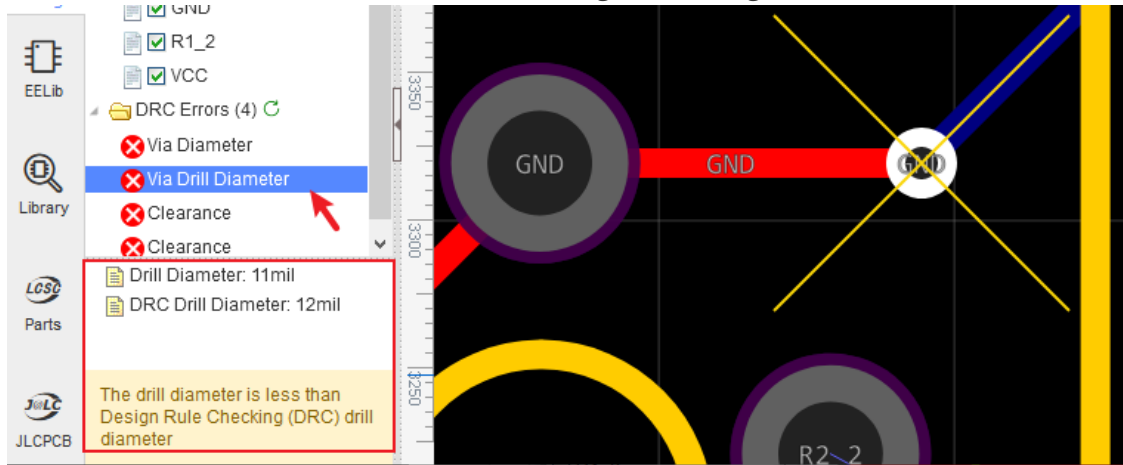 GND
R1_2
VCC
EELib
DRC Errors (4)
Via Diameter
Via Drill Diameter
Library
Clearance
Clearance
LCSC
Parts
Drill Diameter: 11mil
DRC Drill Diameter: 12mil
J@LC
JLCPCB
The drill diameter is less than
Design Rule Checking (DRC) drill
diameter
3350
3300
3250
GND
GND
GND
R2_2